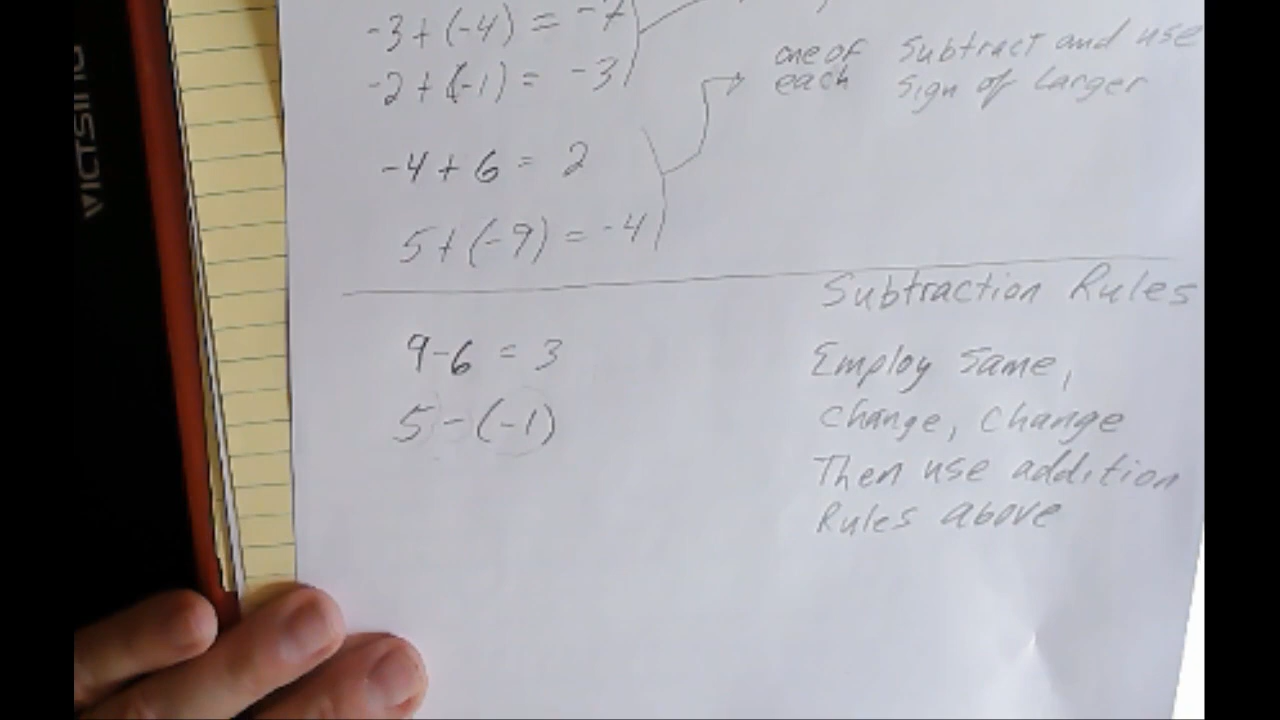 -3+(-4) = -7
-2+(-1) = -3
one of each
subtract and use sign of larger
-4+6 = 2
5+(-9) = -4
Subtraction Rules
9-6 = 3
5-(-1)
Employ same,
change, change
Then use addition
Rules above
VICTSING